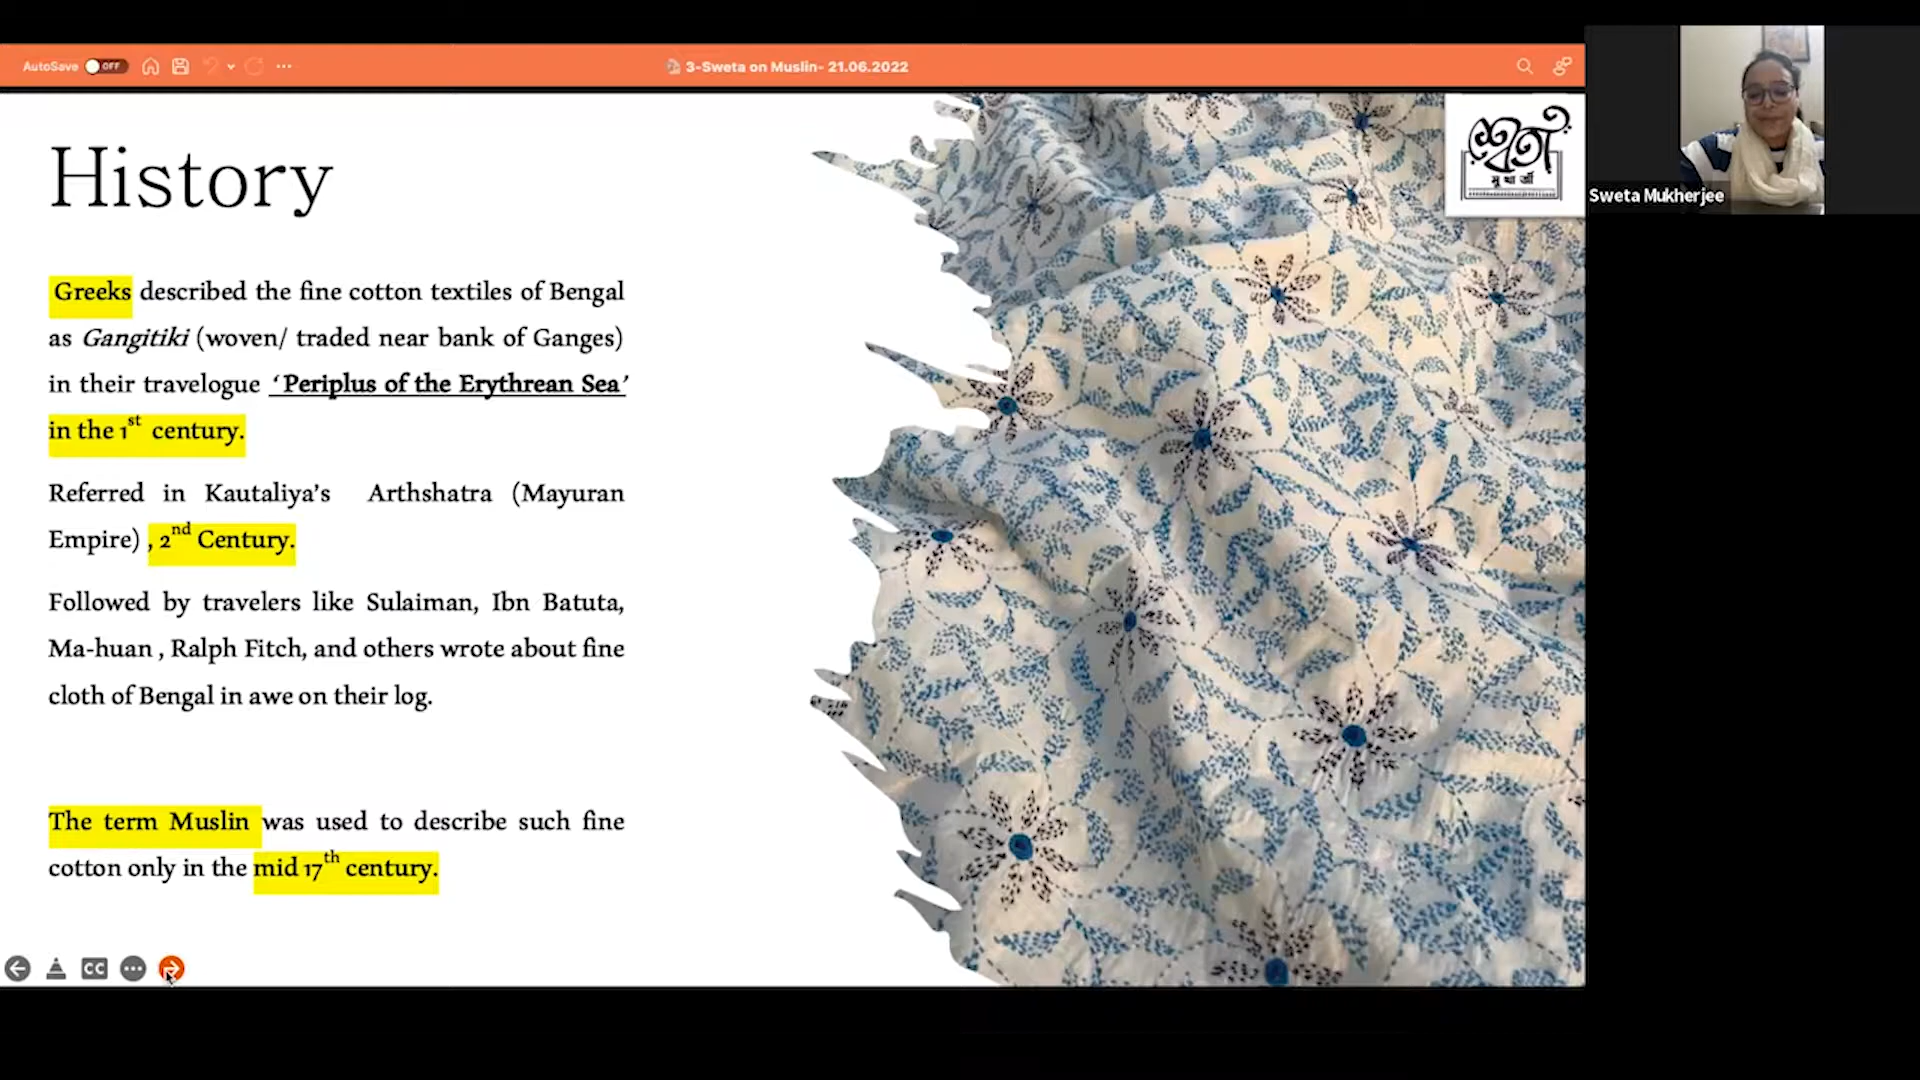 AutoSave OFF
3-Sweta on Muslin- 21.06.2022
History
Greeks described the fine cotton textiles of Bengal
as Gangitiki (woven/ traded near bank of Ganges)
in their travelogue ‘Periplus of the Erythrean Sea’
in the 1st century.
Referred in Kautaliya’s Arthshatra (Mayuran
Empire) , 2nd Century.
Followed by travelers like Sulaiman, Ibn Batuta,
Ma-huan , Ralph Fitch, and others wrote about fine
cloth of Bengal in awe on their log.
The term Muslin was used to describe such fine
cotton only in the mid 17th century.
CC
শ্বেতা
Sweta Mukherjee